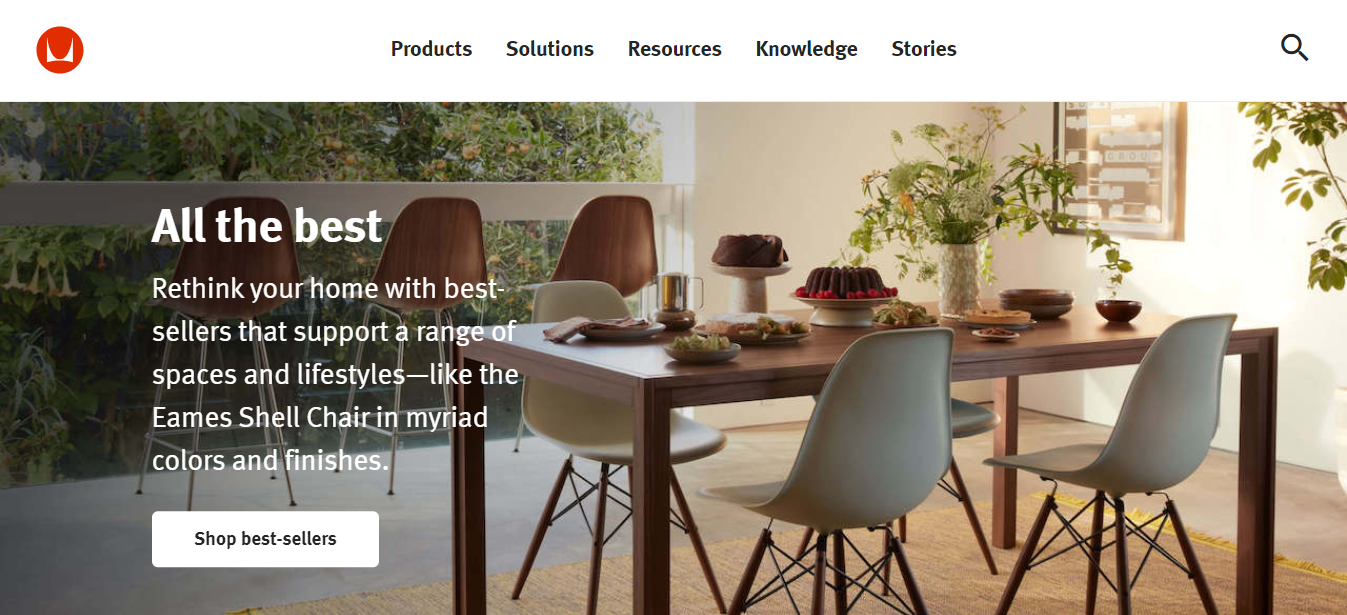 Products Solutions Resources Knowledge Stories
GROUP
All the best
Rethink your home with best-
sellers that support a range of
spaces and lifestyles—like the
Eames Shell Chair in myriad
colors and finishes.
Shop best-sellers